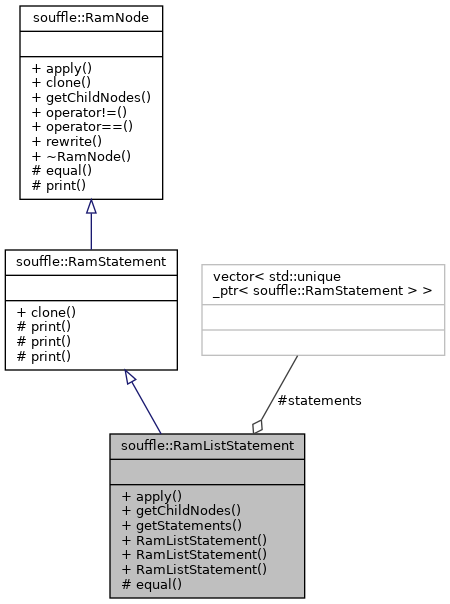 souffle::RamNode
+ apply()
+ clone()
+ getChildNodes()
+ operator!=()
+ operator==()
+ rewrite()
+ ~RamNode()
# equal()
# print()
souffle::RamStatement
+ clone()
# print()
# print()
# print()
vector< std::unique
_ptr< souffle::RamStatement > >
#statements
souffle::RamListStatement
+ apply()
+ getChildNodes()
+ getStatements()
+ RamListStatement()
+ RamListStatement()
+ RamListStatement()
# equal()